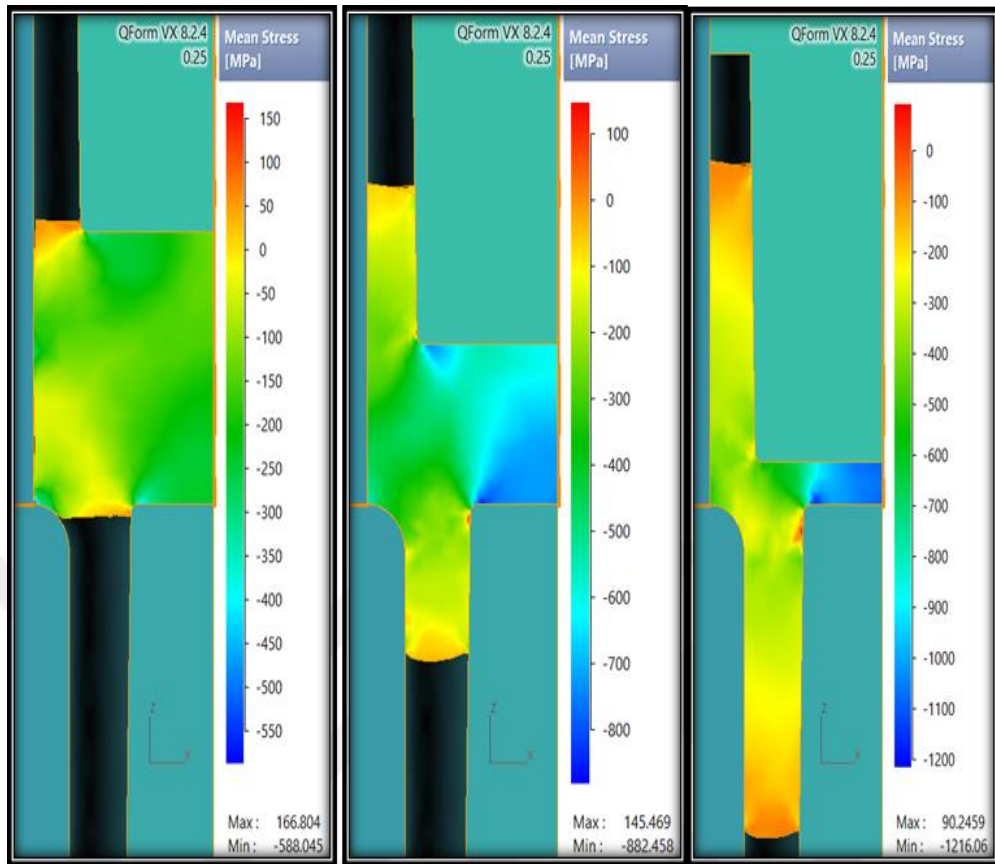 QForm VX 8.2.4
0.25
Mean Stress
[MPa]
150
100
50
0
-50
-100
-150
-200
-250
-300
-350
-400
-450
-500
-550
z
x
Max : 166.804
Min : -588.045
QForm VX 8.2.4
0.25
Mean Stress
[MPa]
100
0
-100
-200
-300
-400
-500
-600
-700
-800
z
x
Max : 145.469
Min : -882.458
QForm VX 8.2.4
0.25
Mean Stress
[MPa]
0
-100
-200
-300
-400
-500
-600
-700
-800
-900
-1000
-1100
-1200
z
x
Max : 90.2459
Min : -1216.06